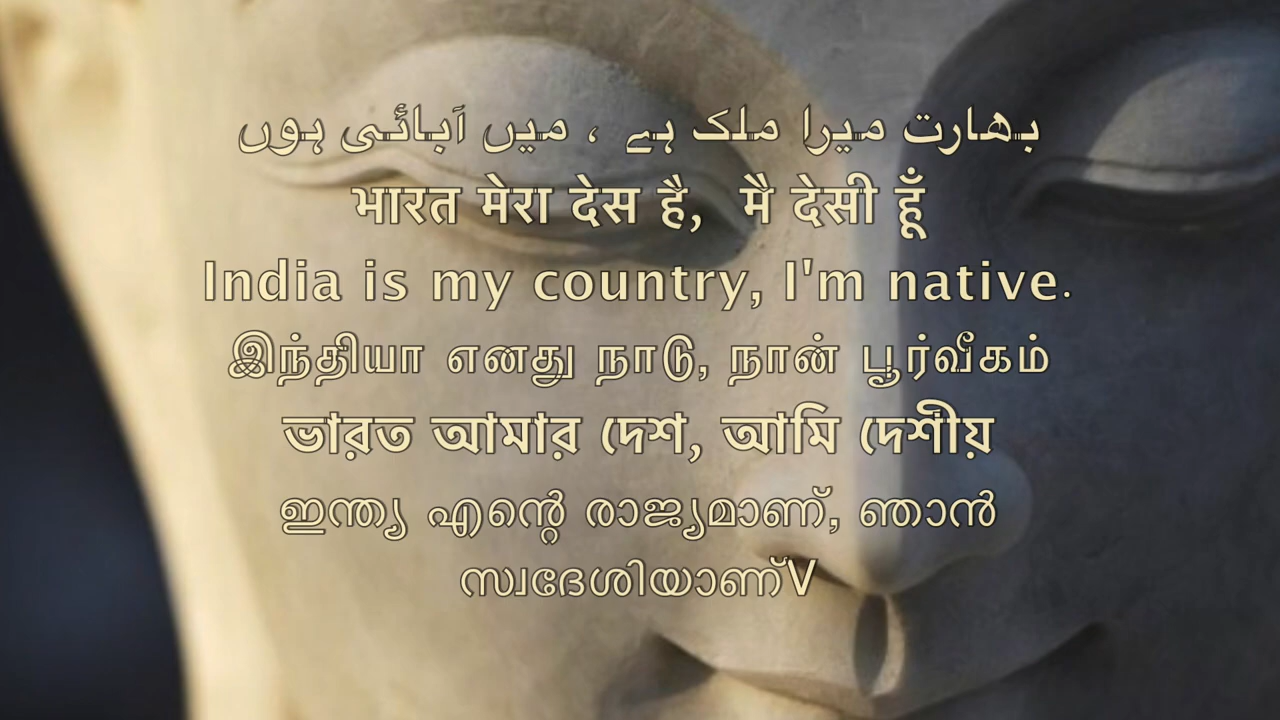 بھارت میرا ملک ہے ، میں آبائی ہوں
भारत मेरा देस है, मै देसी हूँ
India is my country, I'm native.
இந்தியா எனது நாடு, நான் பூர்வீகம்
ভারত আমার দেশ, আমি দেশীয়
ഇന്ത്യ എന്റെ രാജ്യമാണ്, ഞാൻ
സ്വദേശിയാണ്V